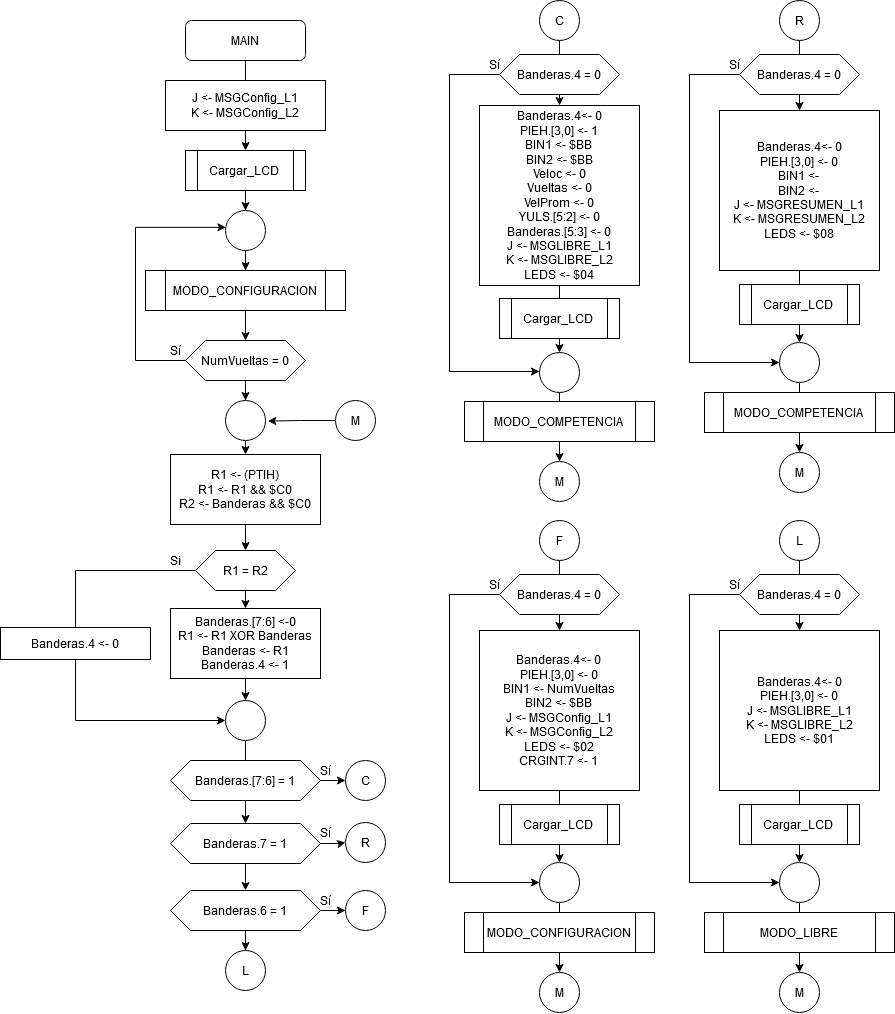 MAIN
J <- MSGConfig_L1
K <- MSGConfig_L2
Cargar_LCD
MODO_CONFIGURACION
Sí
NumVueltas = 0
M
R1 <- (PTIH)
R1 <- R1 && $C0
R2 <- Banderas && $C0
Si
R1 = R2
Banderas.4 <- 0
Banderas.[7:6] <-0
R1 <- R1 XOR Banderas
Banderas <- R1
Banderas.4 <- 1
Banderas.[7:6] = 1
Sí
C
Banderas.7 = 1
Sí
R
Banderas.6 = 1
Sí
F
L
C
Sí
Banderas.4 = 0
Banderas.4<- 0
PIEH.[3,0] <- 1
BIN1 <- $BB
BIN2 <- $BB
Veloc <- 0
Vueltas <- 0
VelProm <- 0
YULS.[5:2] <- 0
Banderas.[5:3] <- 0
J <- MSGLIBRE_L1
K <- MSGLIBRE_L2
LEDS <- $04
Cargar_LCD
MODO_COMPETENCIA
M
R
Sí
Banderas.4 = 0
Banderas.4<- 0
PIEH.[3,0] <- 0
BIN1 <-
BIN2 <-
J <- MSGRESUMEN_L1
K <- MSGRESUMEN_L2
LEDS <- $08
Cargar_LCD
MODO_COMPETENCIA
M
F
Sí
Banderas.4 = 0
Banderas.4<- 0
PIEH.[3,0] <- 0
BIN1 <- NumVueltas
BIN2 <- $BB
J <- MSGConfig_L1
K <- MSGConfig_L2
LEDS <- $02
CRGINT.7 <- 1
Cargar_LCD
MODO_CONFIGURACION
M
L
Sí
Banderas.4 = 0
Banderas.4<- 0
PIEH.[3,0] <- 0
J <- MSGLIBRE_L1
K <- MSGLIBRE_L2
LEDS <- $01
Cargar_LCD
MODO_LIBRE
M